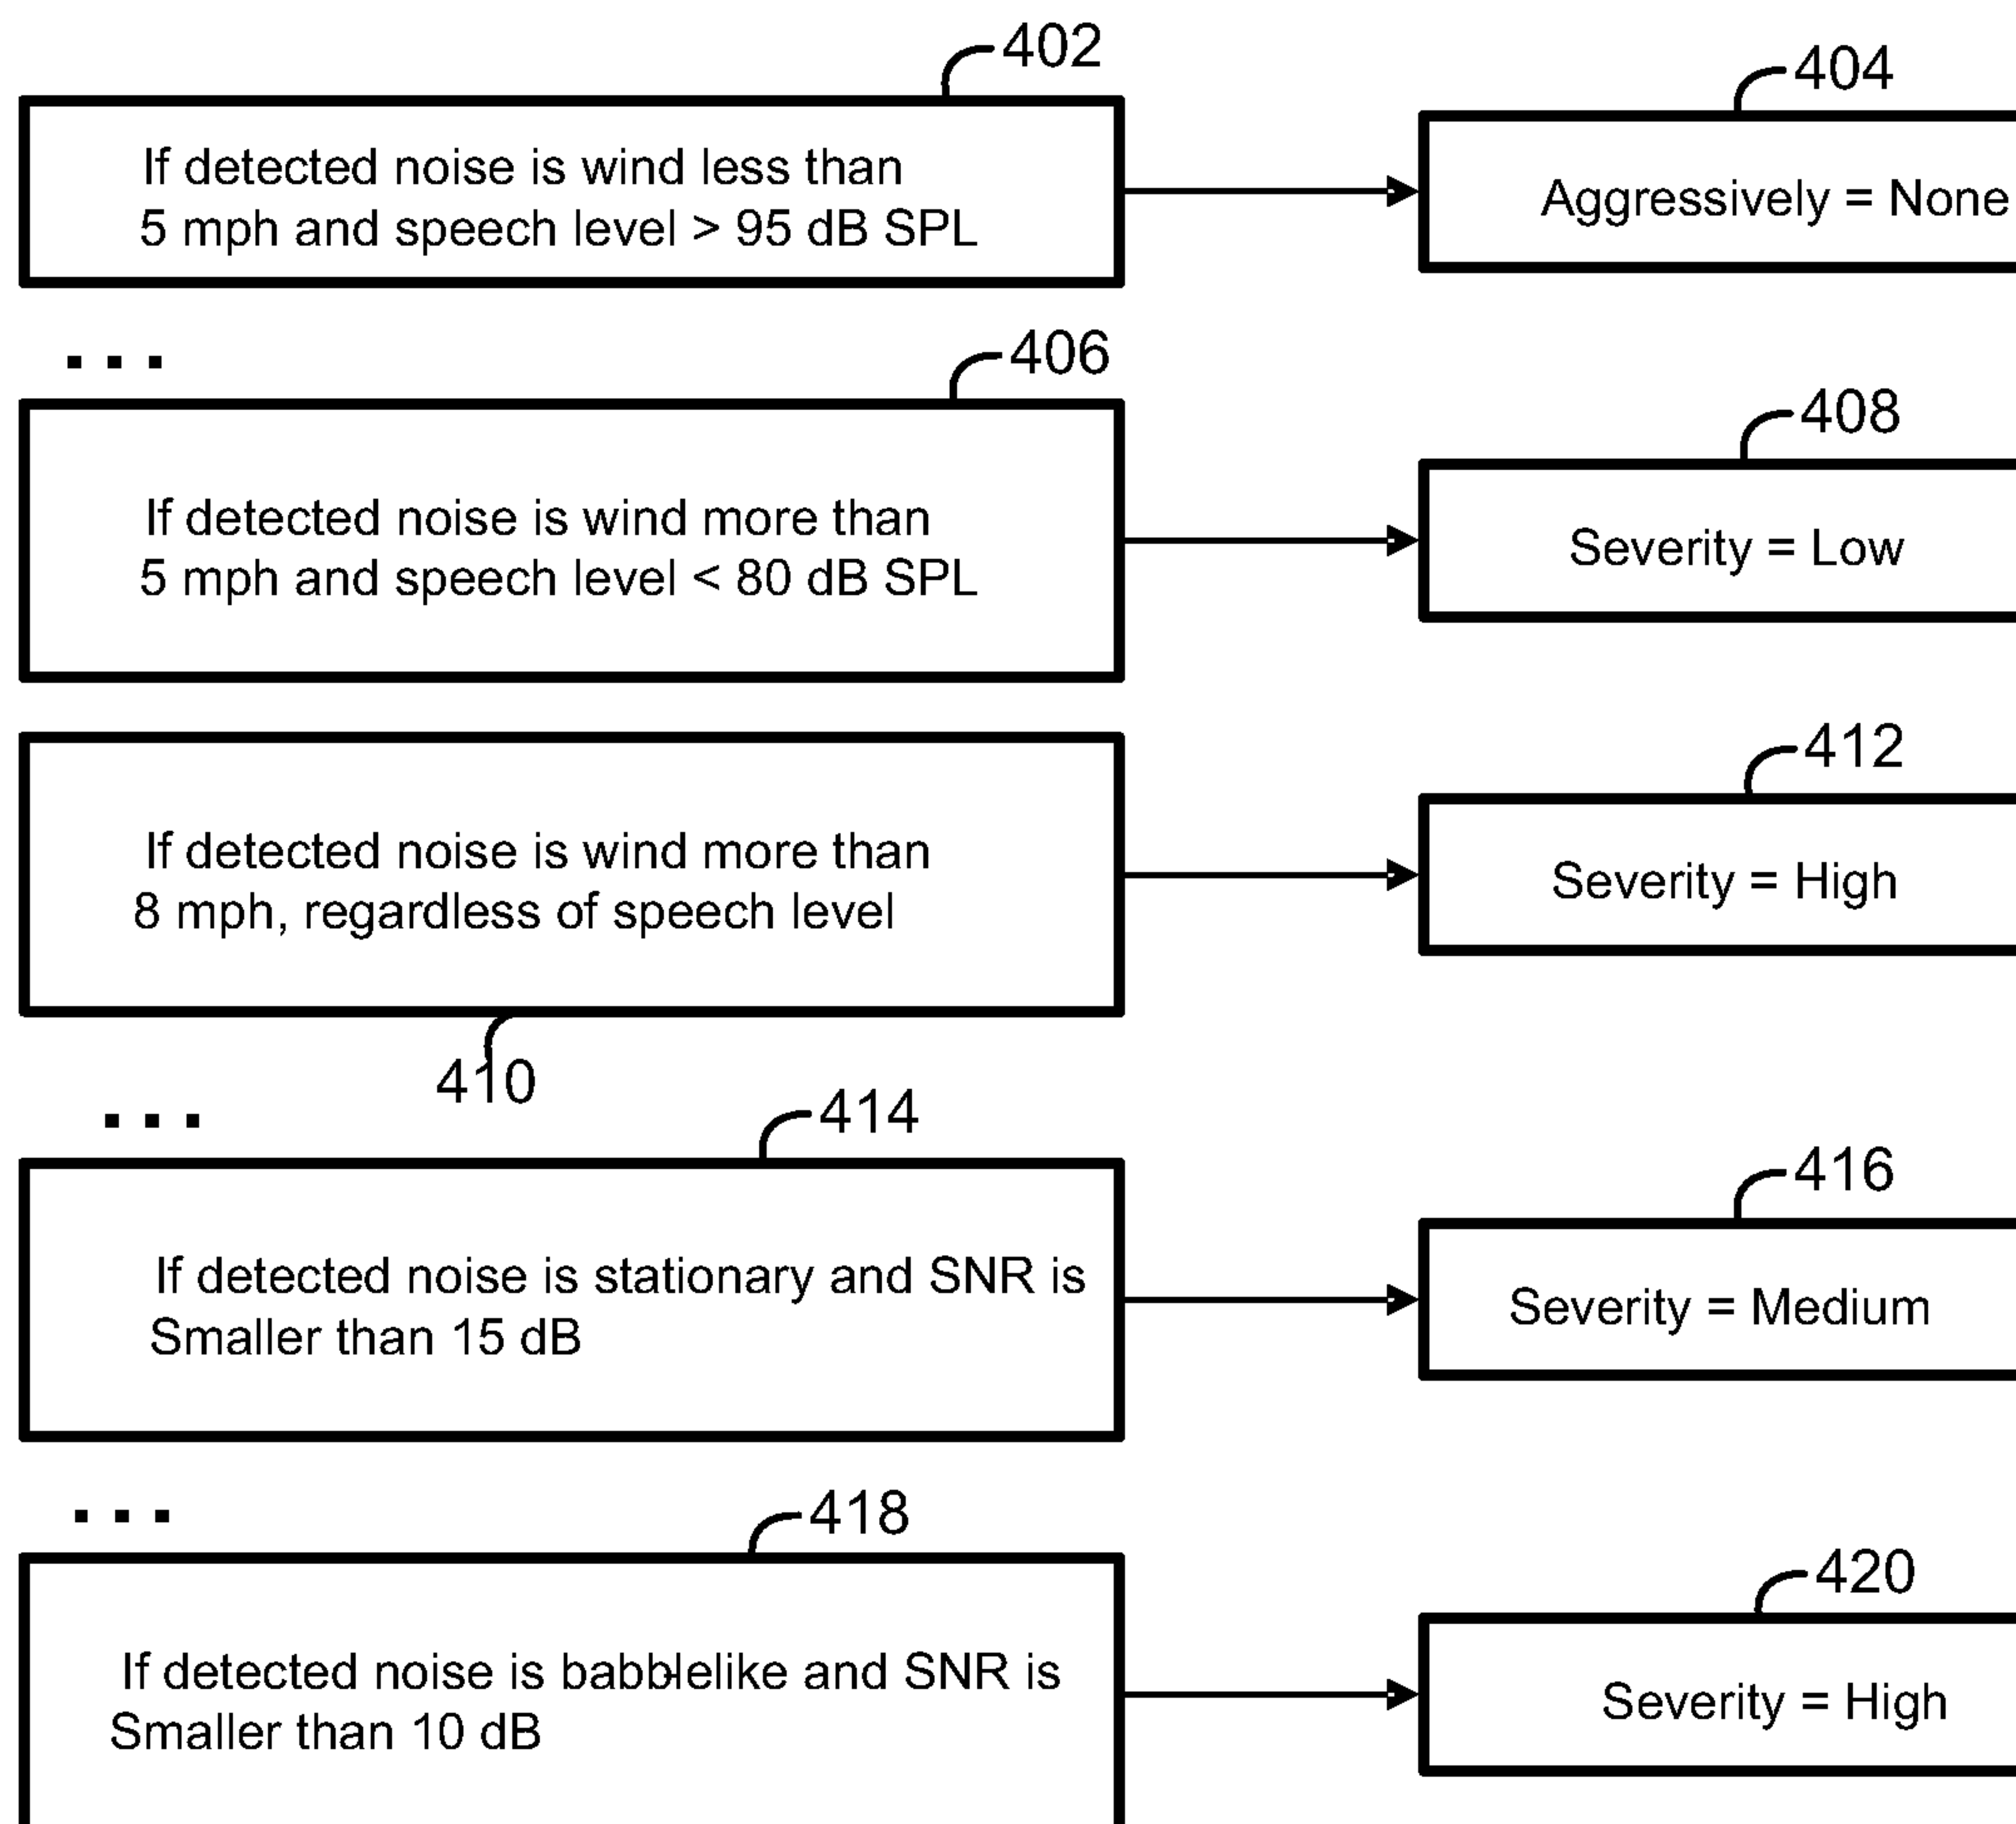 402
404
If detected noise is wind less than
5 mph and speech level > 95 dB SPL
Aggressively = None
...
406
408
If detected noise is wind more than
5 mph and speech level < 80 dB SPL
Severity = Low
412
If detected noise is wind more than
8 mph, regardless of speech level
Severity = High
410
...
414
416
If detected noise is stationary and SNR is
Smaller than 15 dB
Severity = Medium
...
418
420
If detected noise is babble-like and SNR is
Smaller than 10 dB
Severity = High